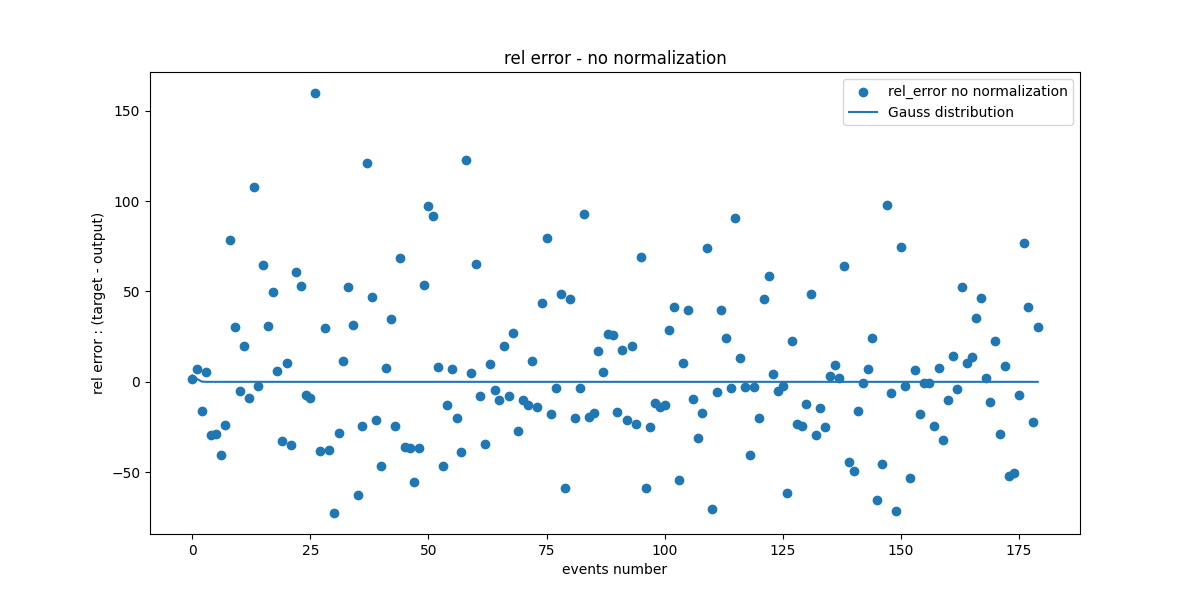 rel error - no normalization
rel_error no normalization
Gauss distribution
rel error : (target - output)
150
100
50
0
−50
0 25 50 75 100 125 150 175
events number